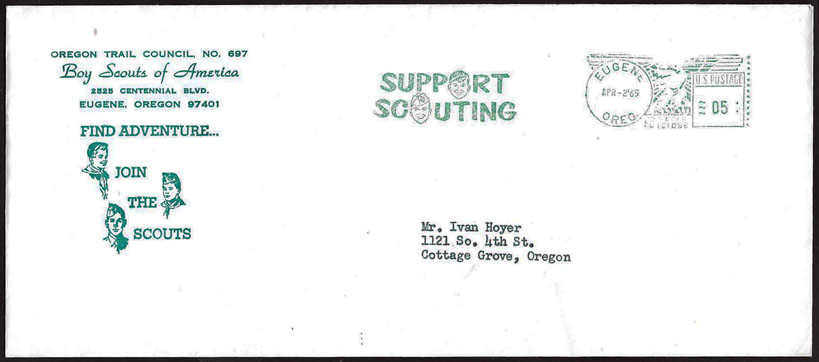 OREGON TRAIL COUNCIL, NO. 697
Boy Scouts of America
2525 CENTENNIAL BLVD.
EUGENE, OREGON 97401
FIND ADVENTURE...
JOIN
THE
SCOUTS
SUPPORT
SCOUTING
EUGENE
APR-2'65
OREG.
U.S. POSTAGE
05
Mr. Ivan Hoyer
1121 So. 4th St.
Cottage Grove, Oregon